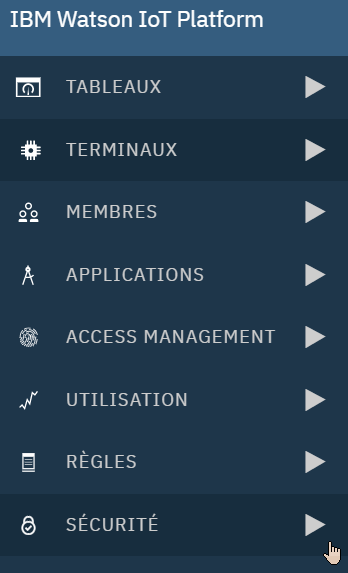 IBM Watson IoT Platform
TABLEAUX
TERMINAUX
MEMBRES
APPLICATIONS
ACCESS MANAGEMENT
UTILISATION
RÈGLES
SÉCURITÉ